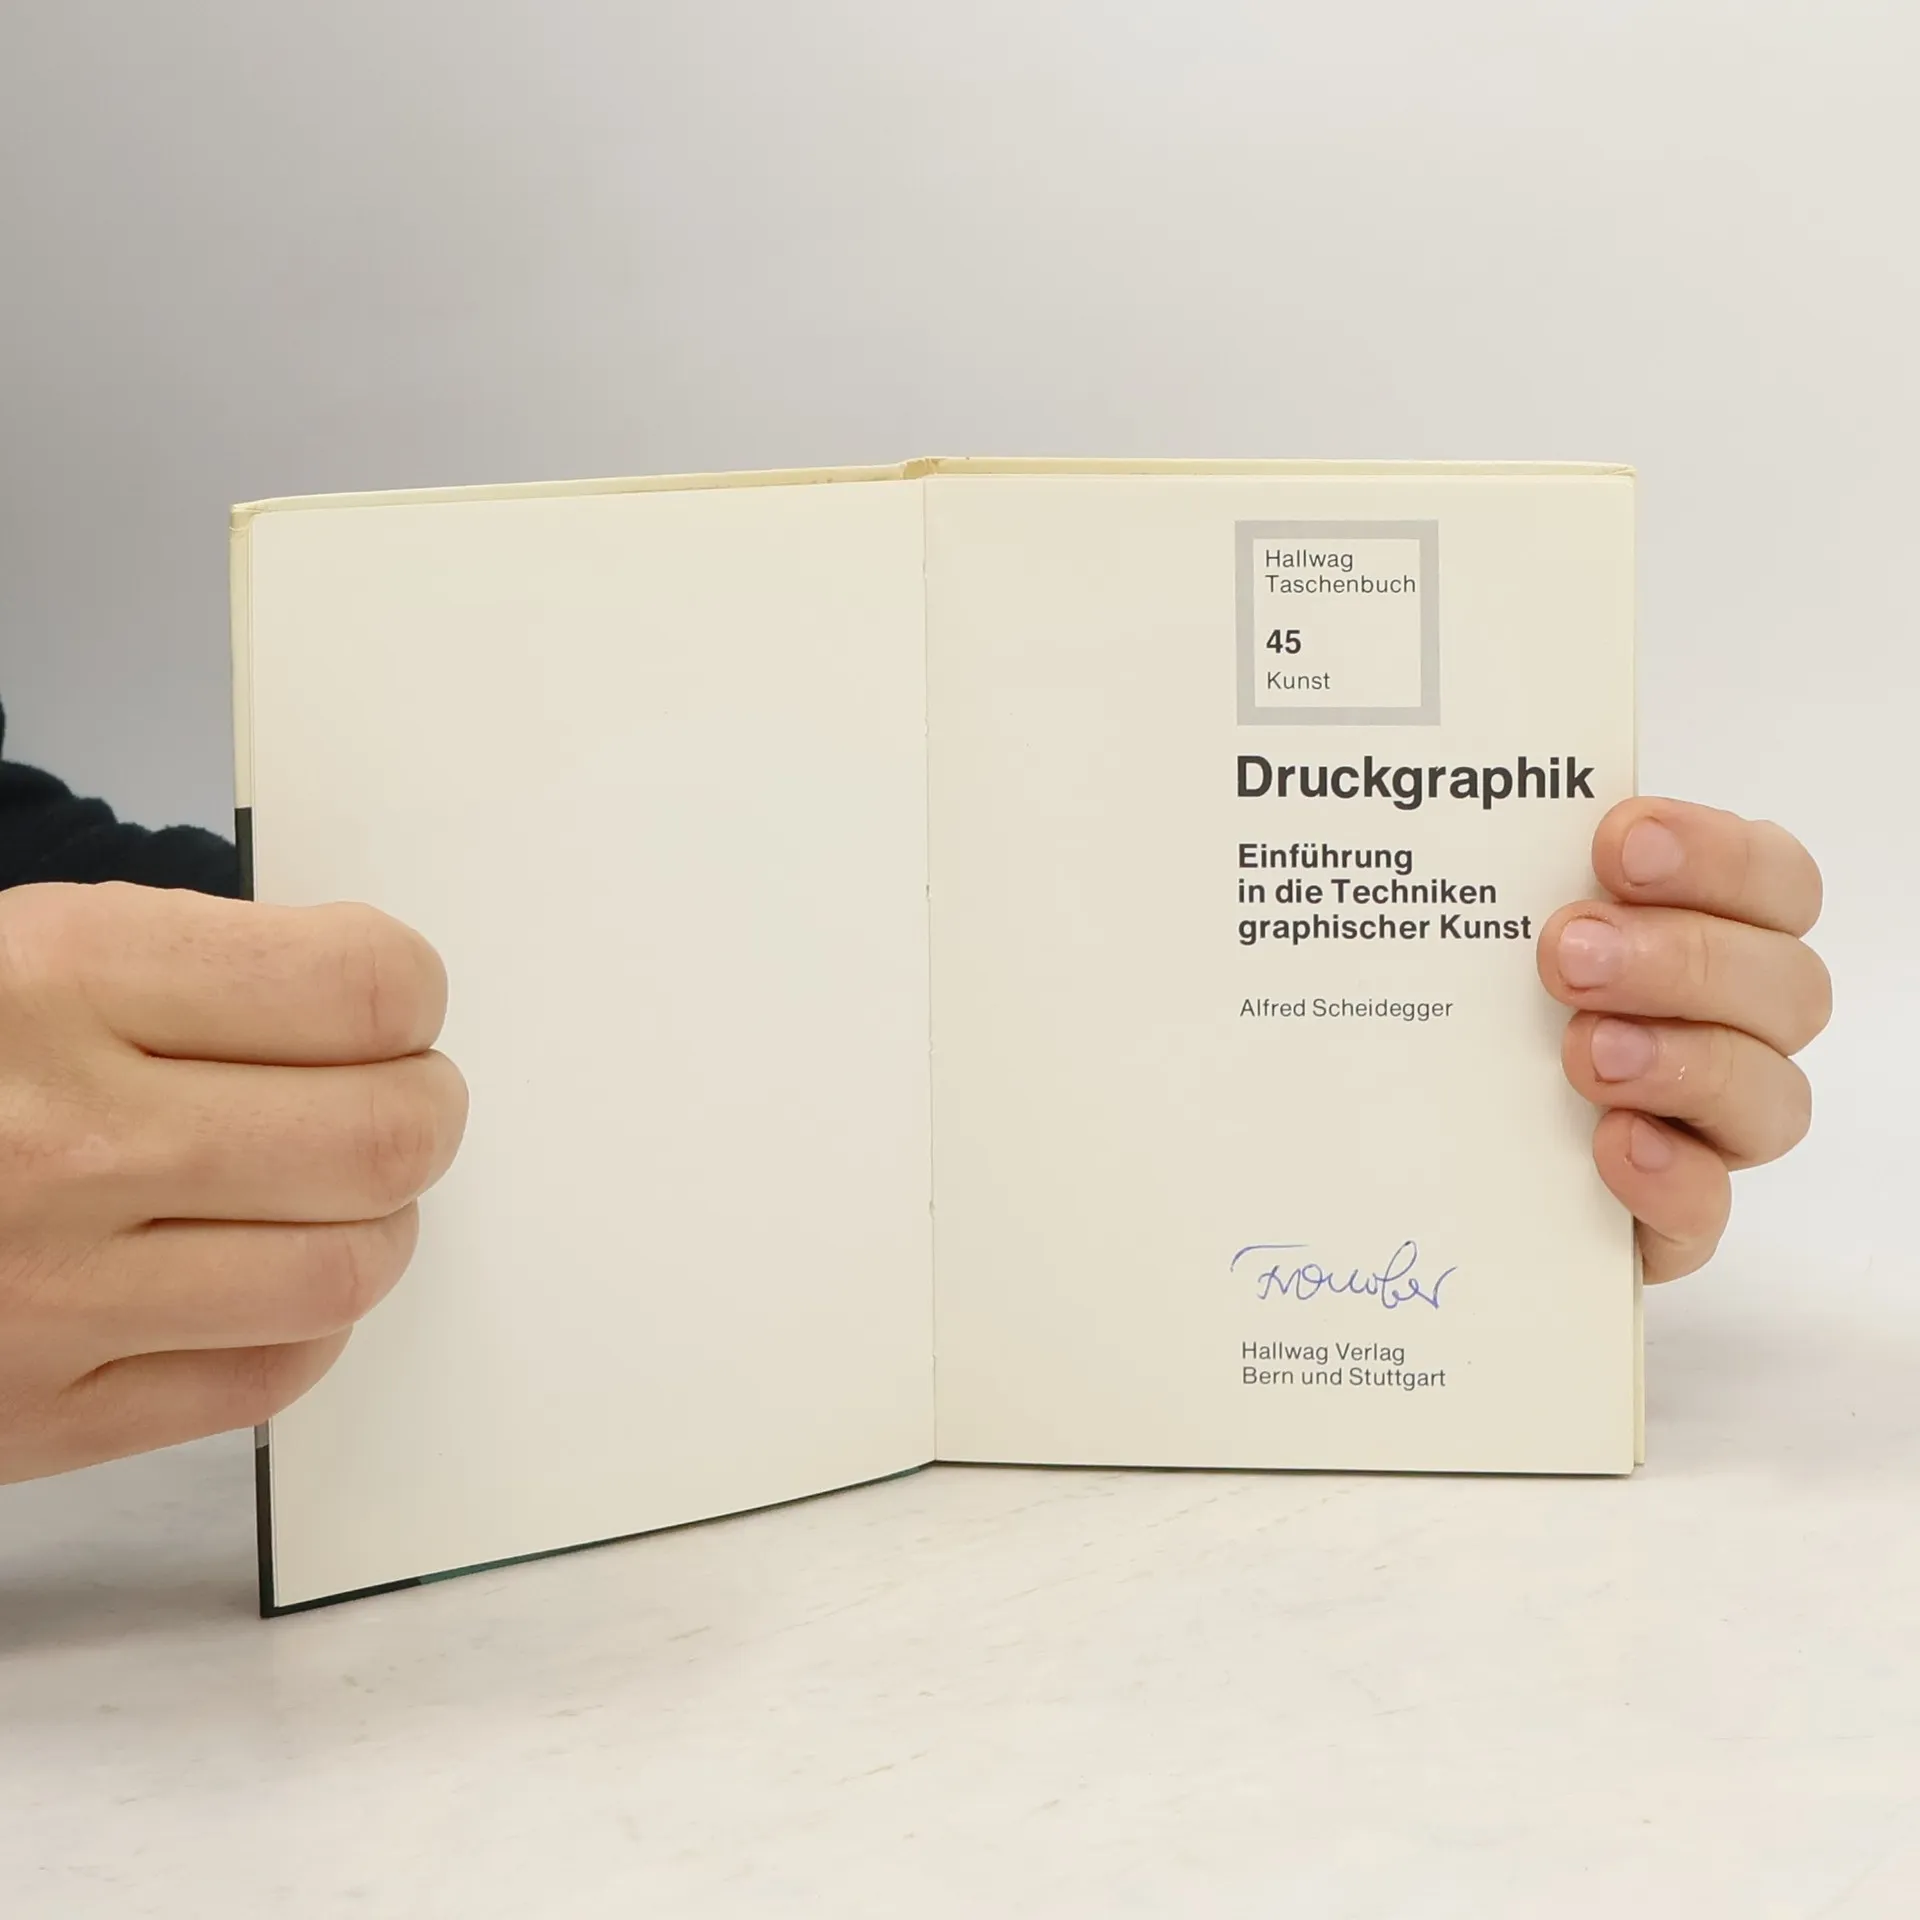 Hallwag
Taschenbuch
45
Kunst
Druckgraphik
Einführung
in die Techniken
graphischer Kunst
Alfred Scheidegger
Hallwag Verlag
Bern und Stuttgart